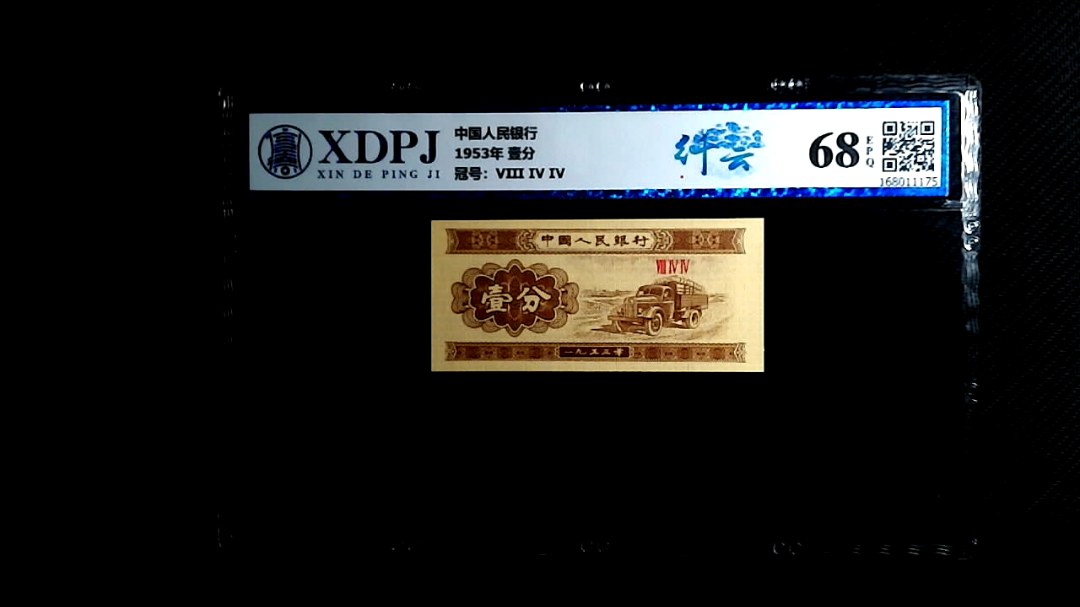 XDPJ
XIN DE PING JI
中国人民银行
1953年 壹分
冠号: VIII IV IV
68
EPQ
168011175
中國人民銀行
VIII IV IV
壹分
一九五三年